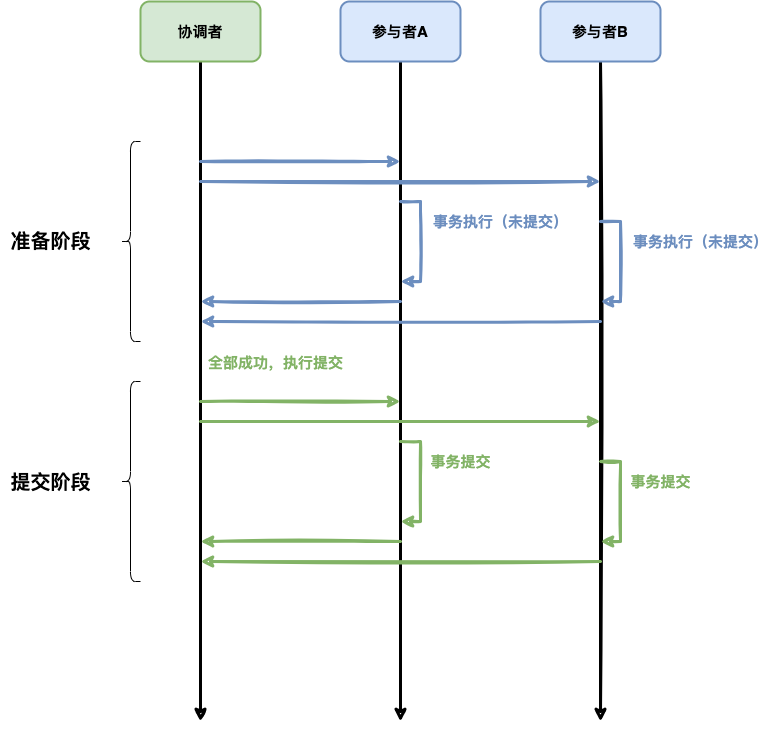 协调者
参与者A
参与者B
准备阶段
事务执行（未提交）
事务执行（未提交）
全部成功，执行提交
提交阶段
事务提交
事务提交